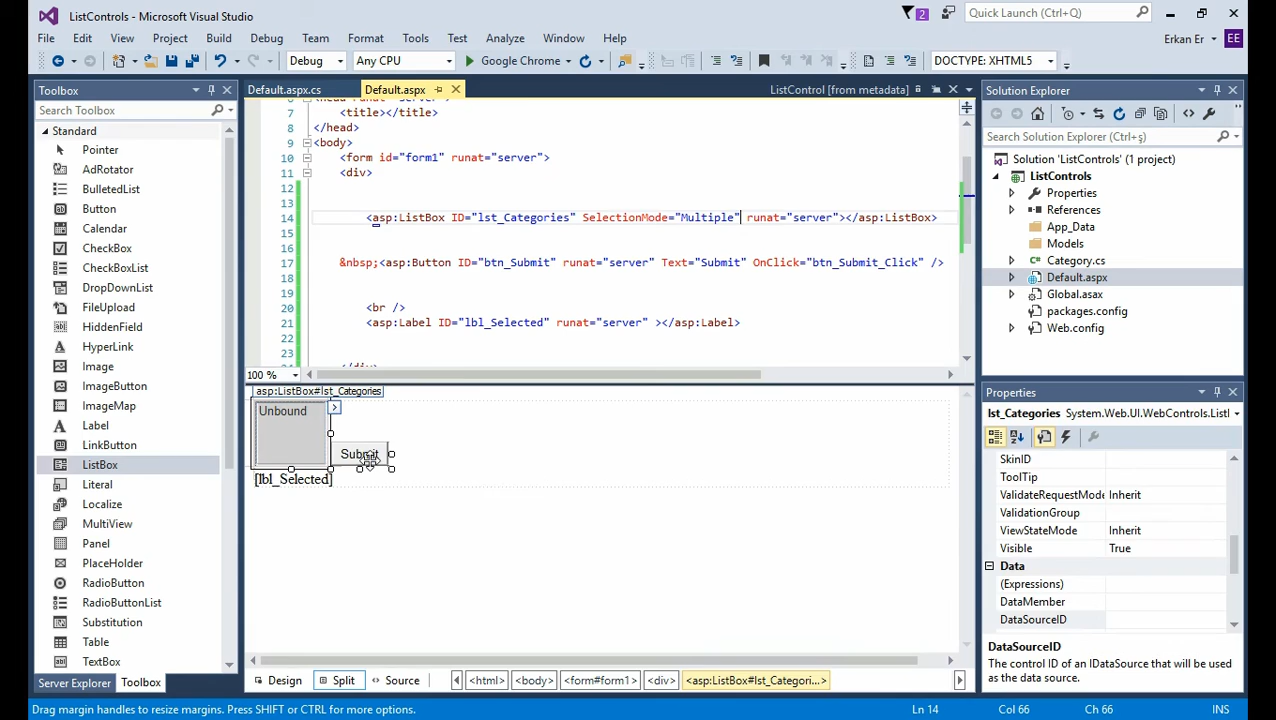 ListControls - Microsoft Visual Studio
2
Quick Launch (Ctrl+Q)
File Edit View Project Build Debug Team Format Tools Test Analyze Window Help
Erkan Er EE
Debug Any CPU Google Chrome DOCTYPE: XHTML5
Toolbox
Search Toolbox
Standard
Pointer
AdRotator
BulletedList
Button
Calendar
CheckBox
CheckBoxList
DropDownList
FileUpload
HiddenField
HyperLink
Image
ImageButton
ImageMap
Label
LinkButton
ListBox
Literal
Localize
MultiView
Panel
PlaceHolder
RadioButton
RadioButtonList
Substitution
Table
TextBox
Server Explorer Toolbox
Default.aspx.cs Default.aspx ListControl [from metadata]
7 <title></title>
8 </head>
9 <body>
10 <form id="form1" runat="server">
11 <div>
12
13
14 <asp:ListBox ID="lst_Categories" SelectionMode="Multiple" runat="server"></asp:ListBox>
15
16
17 &nbsp;<asp:Button ID="btn_Submit" runat="server" Text="Submit" OnClick="btn_Submit_Click" />
18
19
20 <br />
21 <asp:Label ID="lbl_Selected" runat="server" ></asp:Label>
22
23
100 %
asp:ListBox#lst_Categories
Unbound
Submit
[lbl_Selected]
Design Split Source <html> <body> <form#form1> <div> <asp:ListBox#lst_Categori...>
Solution Explorer
Search Solution Explorer (Ctrl+ş)
Solution 'ListControls' (1 project)
ListControls
Properties
References
App_Data
Models
Category.cs
Default.aspx
Global.asax
packages.config
Web.config
Properties
lst_Categories System.Web.UI.WebControls.Listl
SkinID
ToolTip
ValidateRequestMode Inherit
ValidationGroup
ViewStateMode Inherit
Visible True
Data
(Expressions)
DataMember
DataSourceID
DataSourceID
The control ID of an IDataSource that will be used
as the data source.
Drag margin handles to resize margins. Press SHIFT or CTRL for more options. Ln 14 Col 66 Ch 66 INS